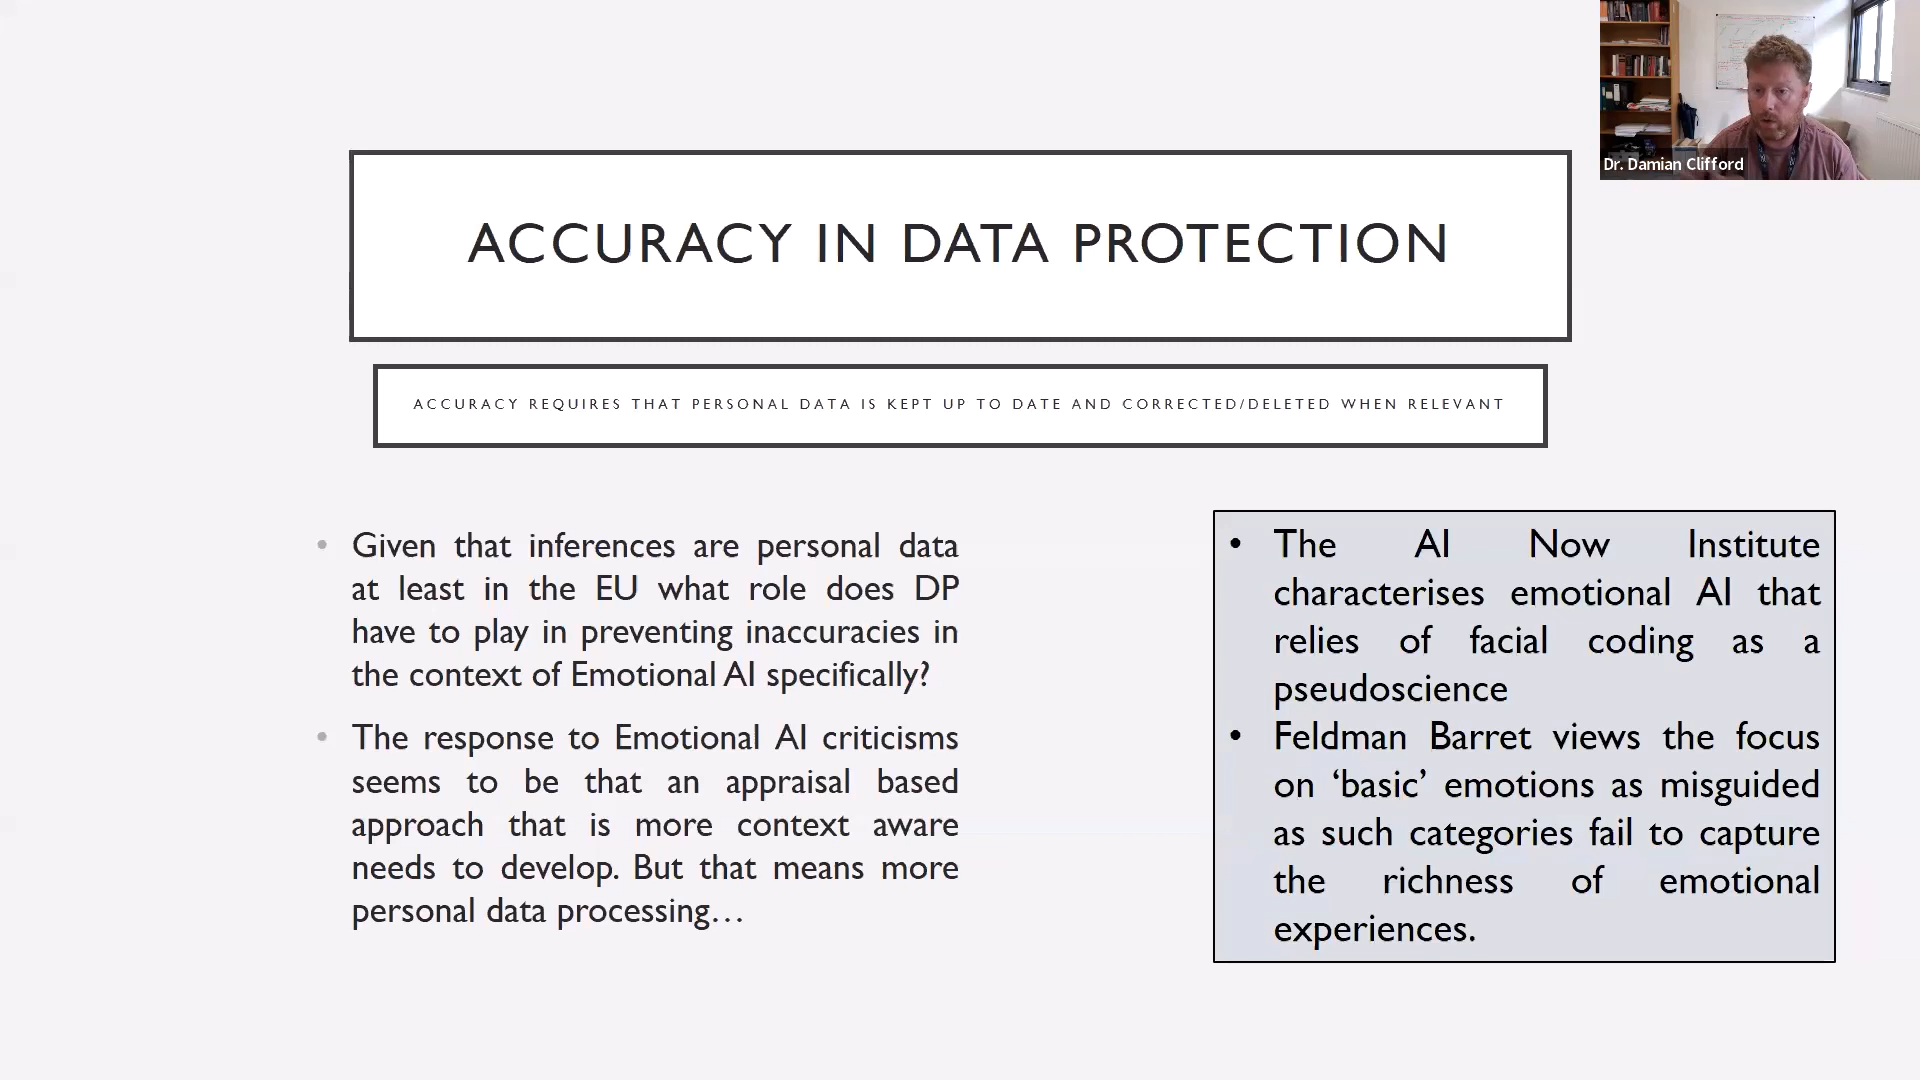 Dr. Damian Clifford
ACCURACY IN DATA PROTECTION
ACCURACY REQUIRES THAT PERSONAL DATA IS KEPT UP TO DATE AND CORRECTED/DELETED WHEN RELEVANT
• Given that inferences are personal data
at least in the EU what role does DP
have to play in preventing inaccuracies in
the context of Emotional AI specifically?
• The response to Emotional AI criticisms
seems to be that an appraisal based
approach that is more context aware
needs to develop. But that means more
personal data processing…
• The AI Now Institute
characterises emotional AI that
relies of facial coding as a
pseudoscience
• Feldman Barret views the focus
on ‘basic’ emotions as misguided
as such categories fail to capture
the richness of emotional
experiences.